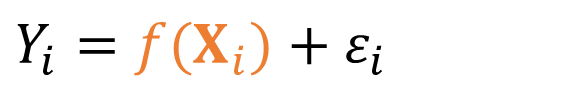 Yᵢ = f(𝐗ᵢ) + εᵢ